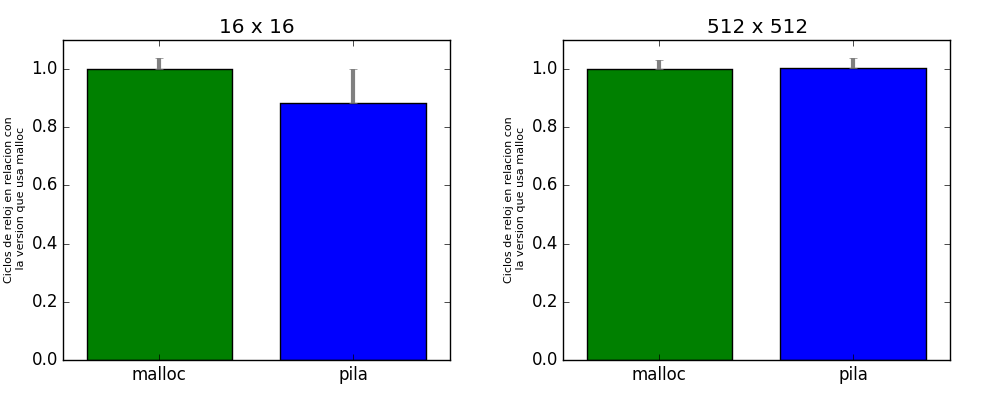 16 x 16
Ciclos de reloj en relacion con
la version que usa malloc
1.0
0.8
0.6
0.4
0.2
0.0
malloc
pila
512 x 512
Ciclos de reloj en relacion con
la version que usa malloc
1.0
0.8
0.6
0.4
0.2
0.0
malloc
pila